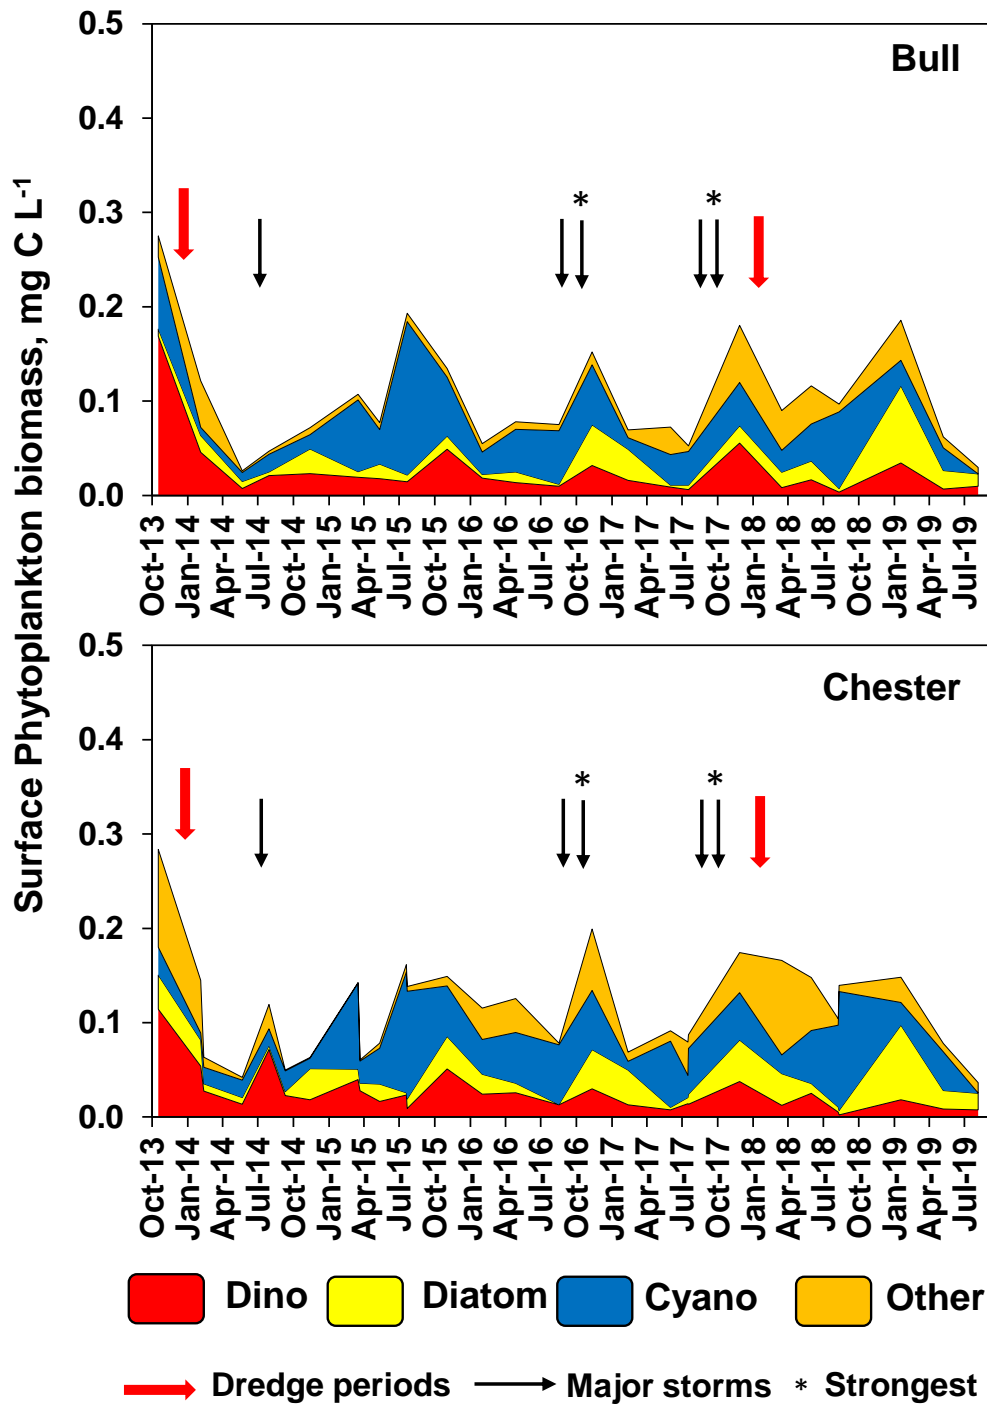 Surface Phytoplankton biomass, mg C L⁻¹
0.5
0.4
0.3
0.2
0.1
0.0
Bull
*
*
Oct-13
Jan-14
Apr-14
Jul-14
Oct-14
Jan-15
Apr-15
Jul-15
Oct-15
Jan-16
Apr-16
Jul-16
Oct-16
Jan-17
Apr-17
Jul-17
Oct-17
Jan-18
Apr-18
Jul-18
Oct-18
Jan-19
Apr-19
Jul-19
0.5
0.4
0.3
0.2
0.1
0.0
Chester
*
*
Oct-13
Jan-14
Apr-14
Jul-14
Oct-14
Jan-15
Apr-15
Jul-15
Oct-15
Jan-16
Apr-16
Jul-16
Oct-16
Jan-17
Apr-17
Jul-17
Oct-17
Jan-18
Apr-18
Jul-18
Oct-18
Jan-19
Apr-19
Jul-19
Dino Diatom Cyano Other
Dredge periods Major storms * Strongest